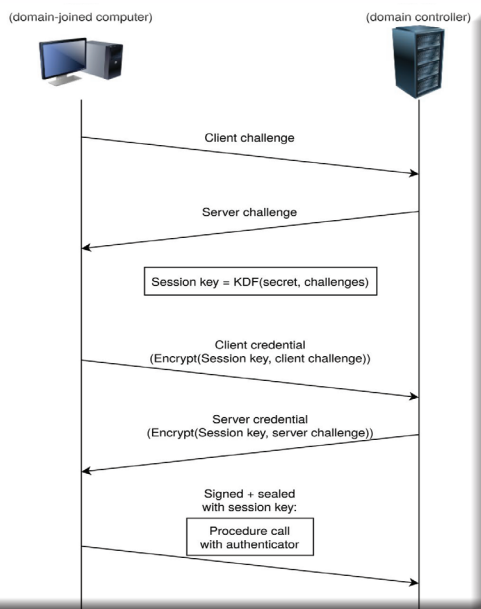 (domain-joined computer)
(domain controller)
Client challenge
Server challenge
Session key = KDF(secret, challenges)
Client credential
(Encrypt(Session key, client challenge))
Server credential
(Encrypt(Session key, server challenge))
Signed + sealed
with session key:
Procedure call
with authenticator